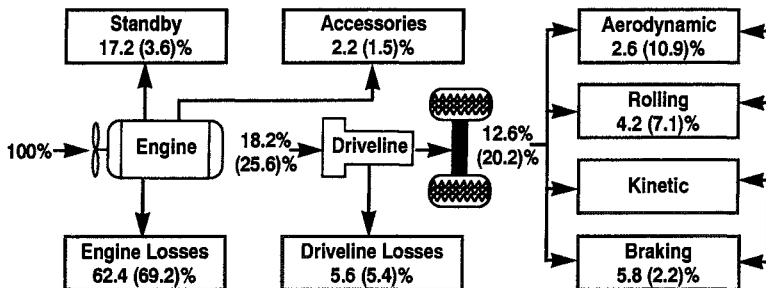 Standby
17.2 (3.6)%
Accessories
2.2 (1.5)%
Aerodynamic
2.6 (10.9)%
Rolling
4.2 (7.1)%
100%
Engine
18.2%
(25.6)%
Driveline
12.6%
(20.2)%
Kinetic
Engine Losses
62.4 (69.2)%
Driveline Losses
5.6 (5.4)%
Braking
5.8 (2.2)%